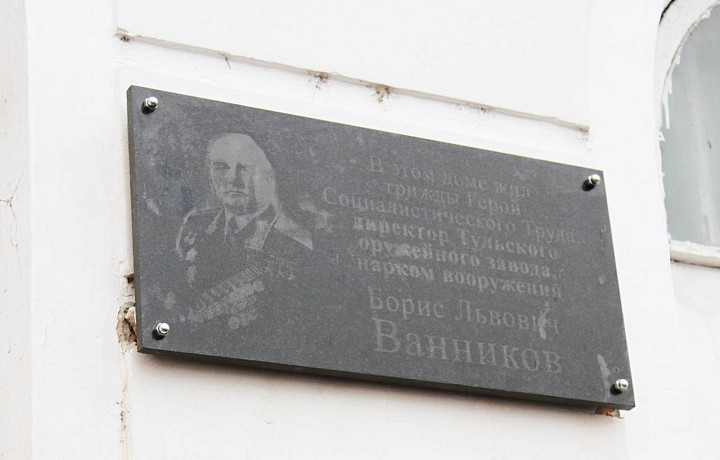 В этом доме жил
трижды Герой
Социалистического Труда,
директор Тульского
оружейного завода,
нарком вооружений
Борис Львович
Ванников